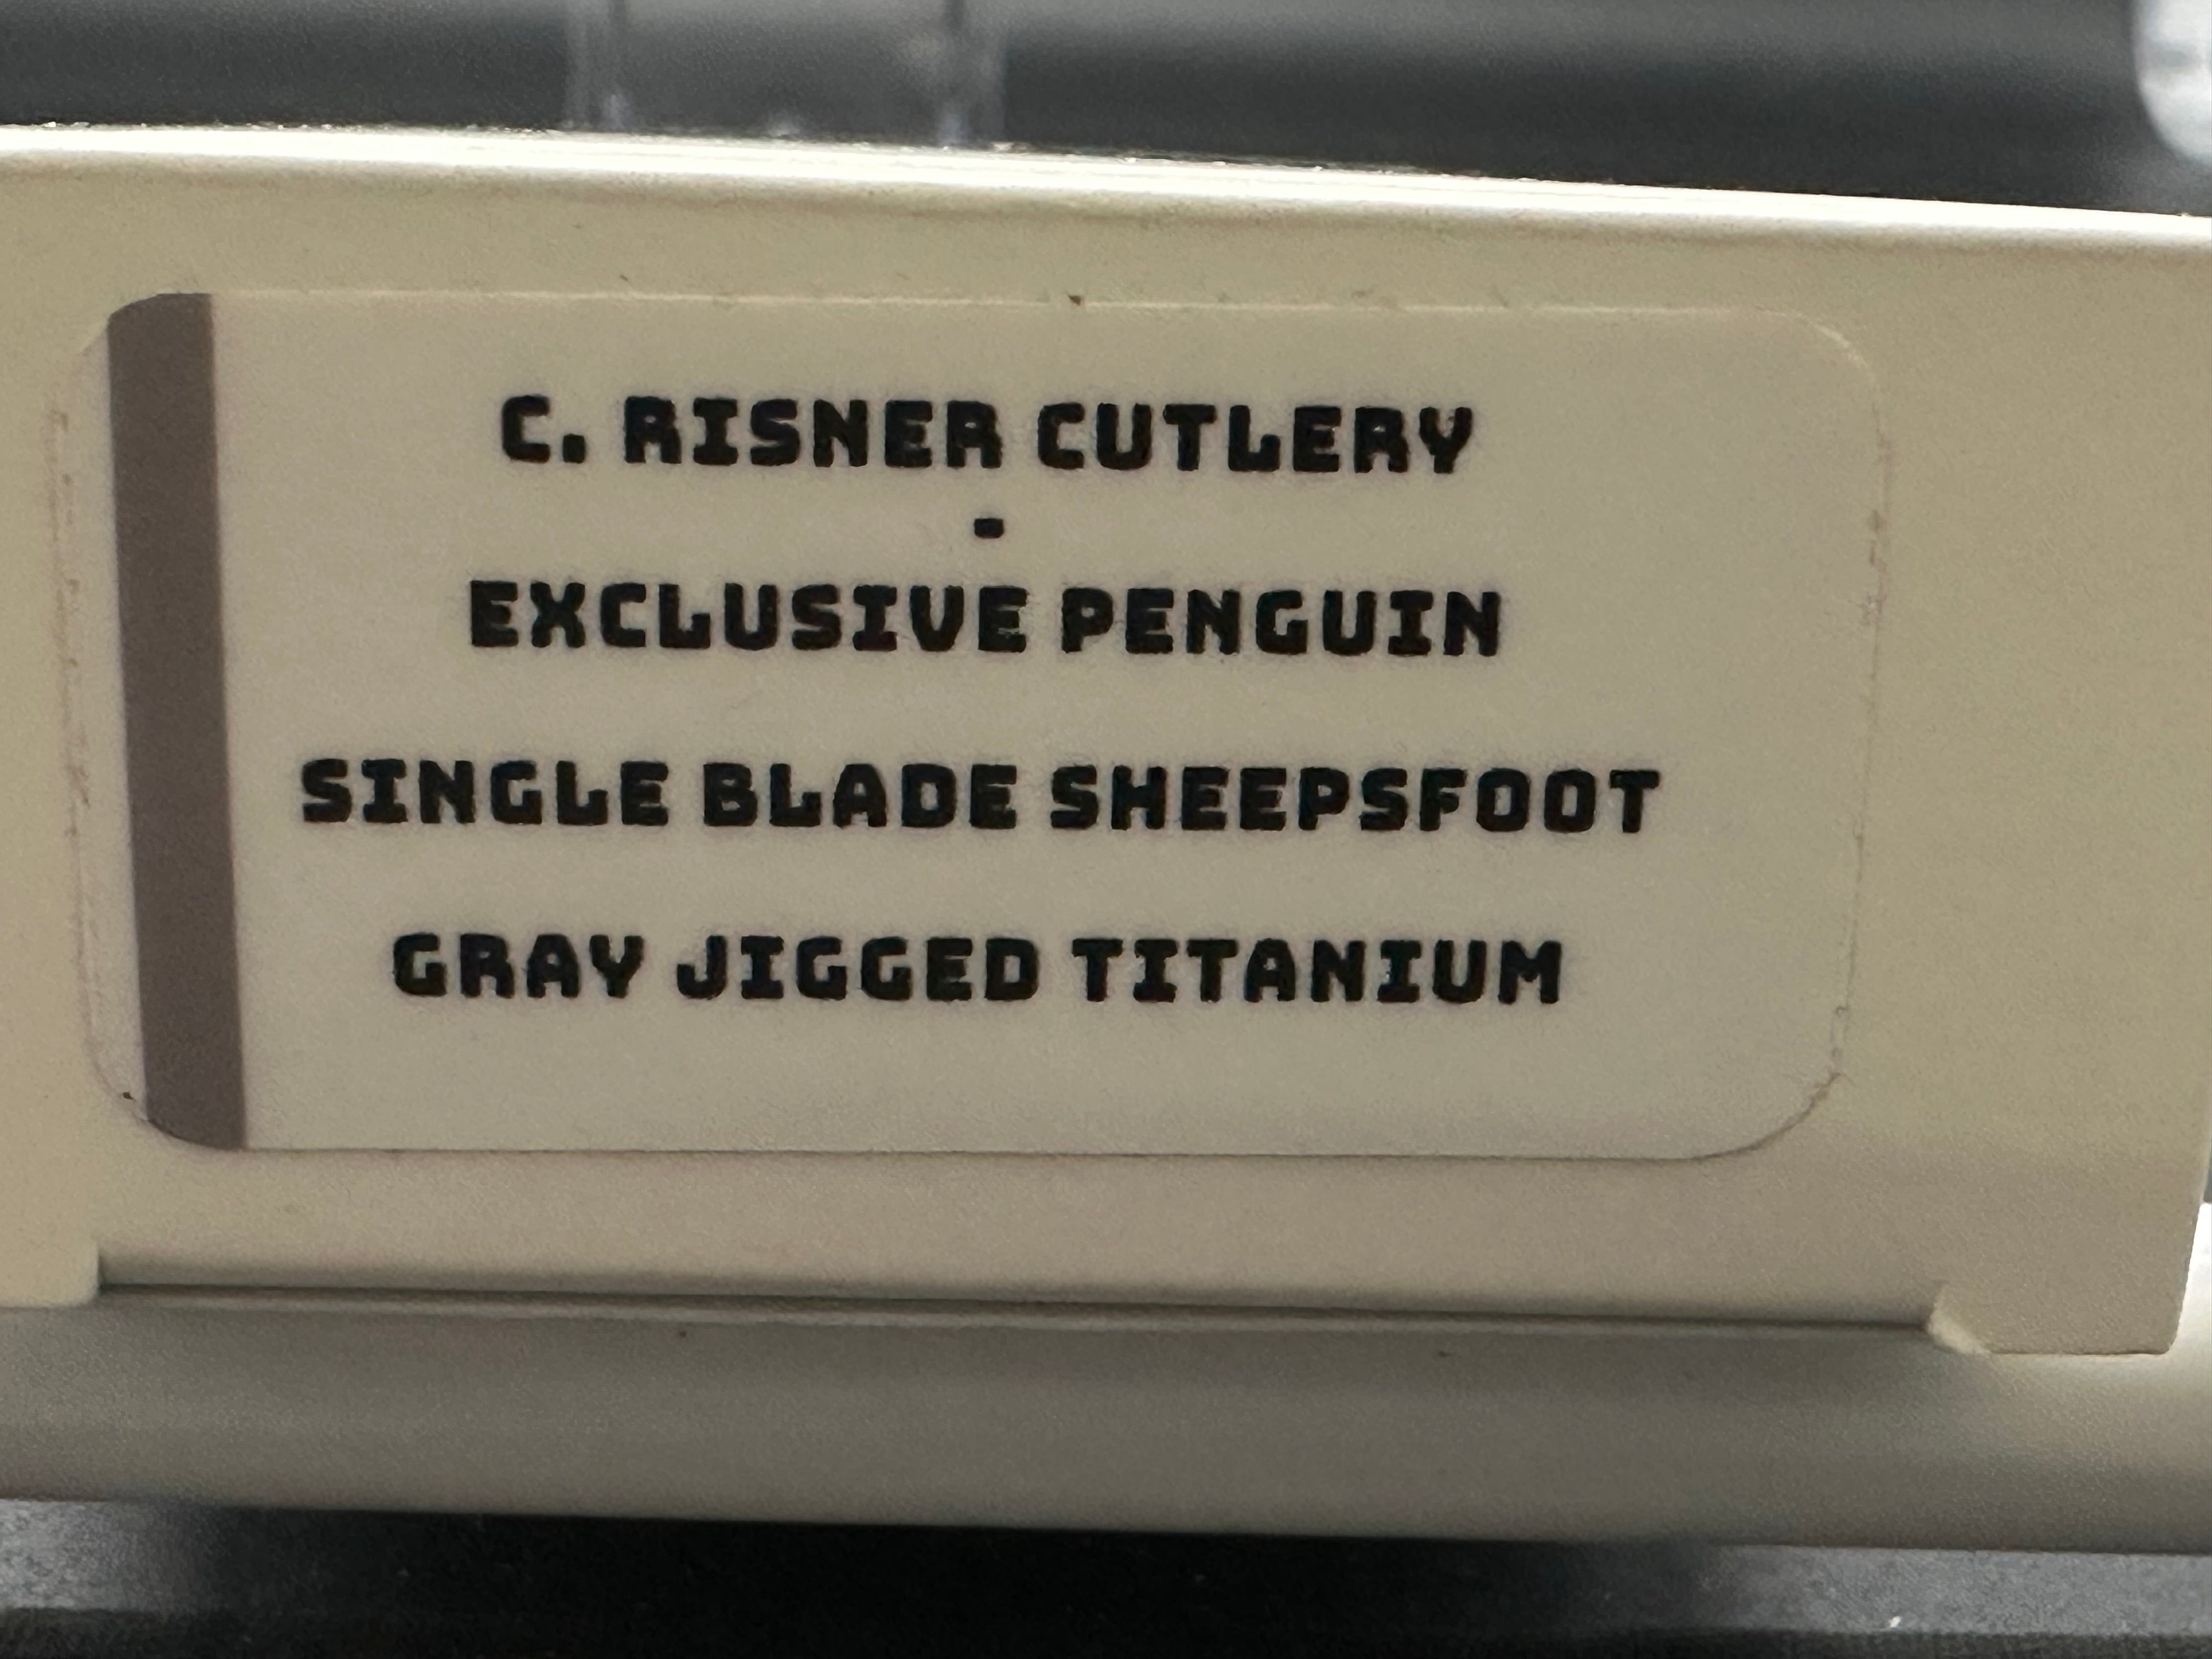 C. RISNER CUTLERY
-
EXCLUSIVE PENGUIN
SINGLE BLADE SHEEPSFOOT
GRAY JIGGED TITANIUM